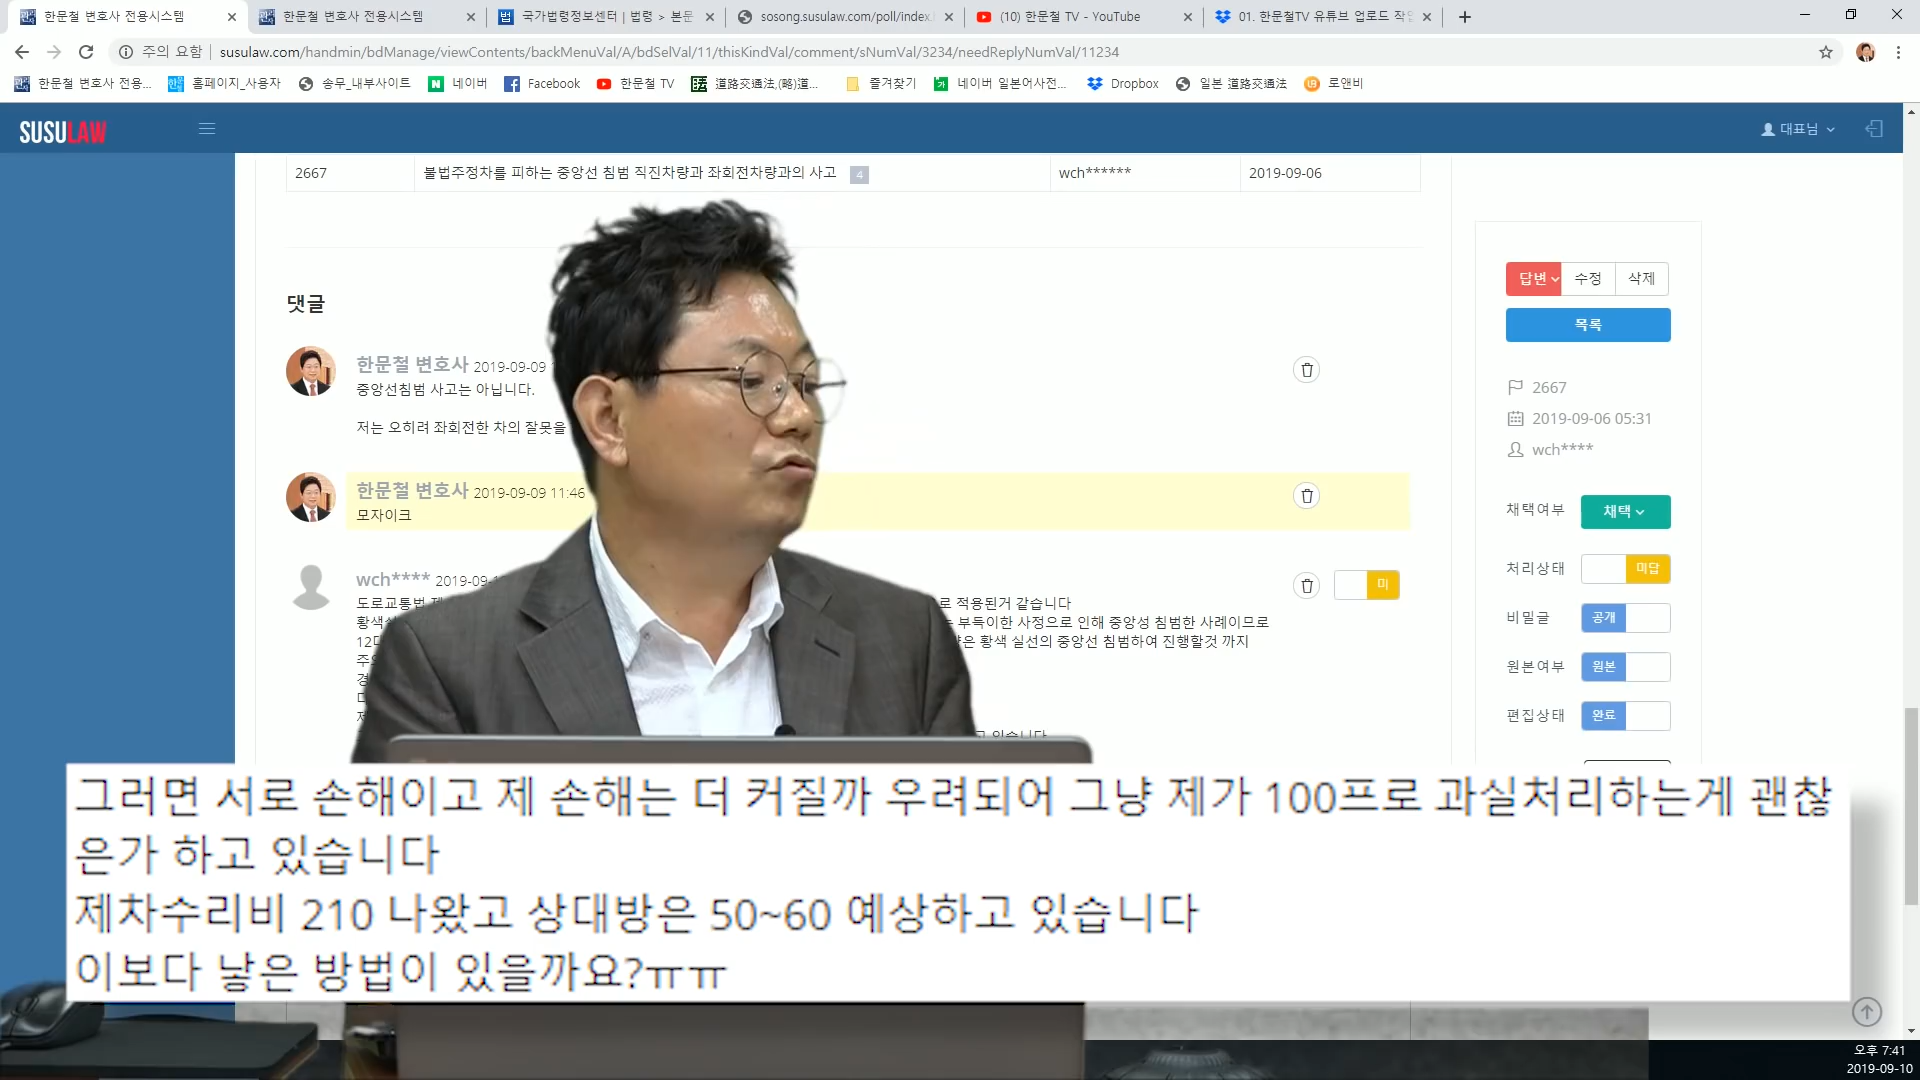 한문철 변호사 전용시스템
한문철 변호사 전용시스템
국가법령정보센터 | 법령 > 본문
sosong.susulaw.com/poll/index.
(10) 한문철 TV - YouTube
01. 한문철TV 유튜브 업로드 작
주의 요함
susulaw.com/handmin/bdManage/viewContents/backMenuVal/A/bdSelVal/11/thisKindVal/comment/sNumVal/3234/needReplyNumVal/11234
한문철 변호사 전용...
홈페이지_사용자
송무_내부사이트
네이버
Facebook
한문철 TV
道路交通法,(略)道...
즐겨찾기
네이버 일본어사전...
Dropbox
일본 道路交通法
로앤비
SUSULAW
대표님
2667 불법주정차를 피하는 중앙선 침범 직진차량과 좌회전차량과의 사고 4 wch****** 2019-09-06
댓글
한문철 변호사 2019-09-09
중앙선침범 사고는 아닙니다.
저는 오히려 좌회전한 차의 잘못을
한문철 변호사 2019-09-09 11:46
모자이크
wch**** 2019-09-1
도로교통법 로 적용된거 같습니다
황색 부득이한 사정으로 인해 중앙성 침범한 사례이므로
12 황색 실선의 중앙선 침범하여 진행할것 까지
고 있습니다
답변
수정
삭제
목록
2667
2019-09-06 05:31
wch****
채택여부 채택
처리상태 미답
비밀글 공개
원본여부 원본
편집상태 완료
미
그러면 서로 손해이고 제 손해는 더 커질까 우려되어 그냥 제가 100프로 과실처리하는게 괜찮
은가 하고 있습니다
제차수리비 210 나왔고 상대방은 50~60 예상하고 있습니다
이보다 낳은 방법이 있을까요?ㅠㅠ
오후 7:41
2019-09-10